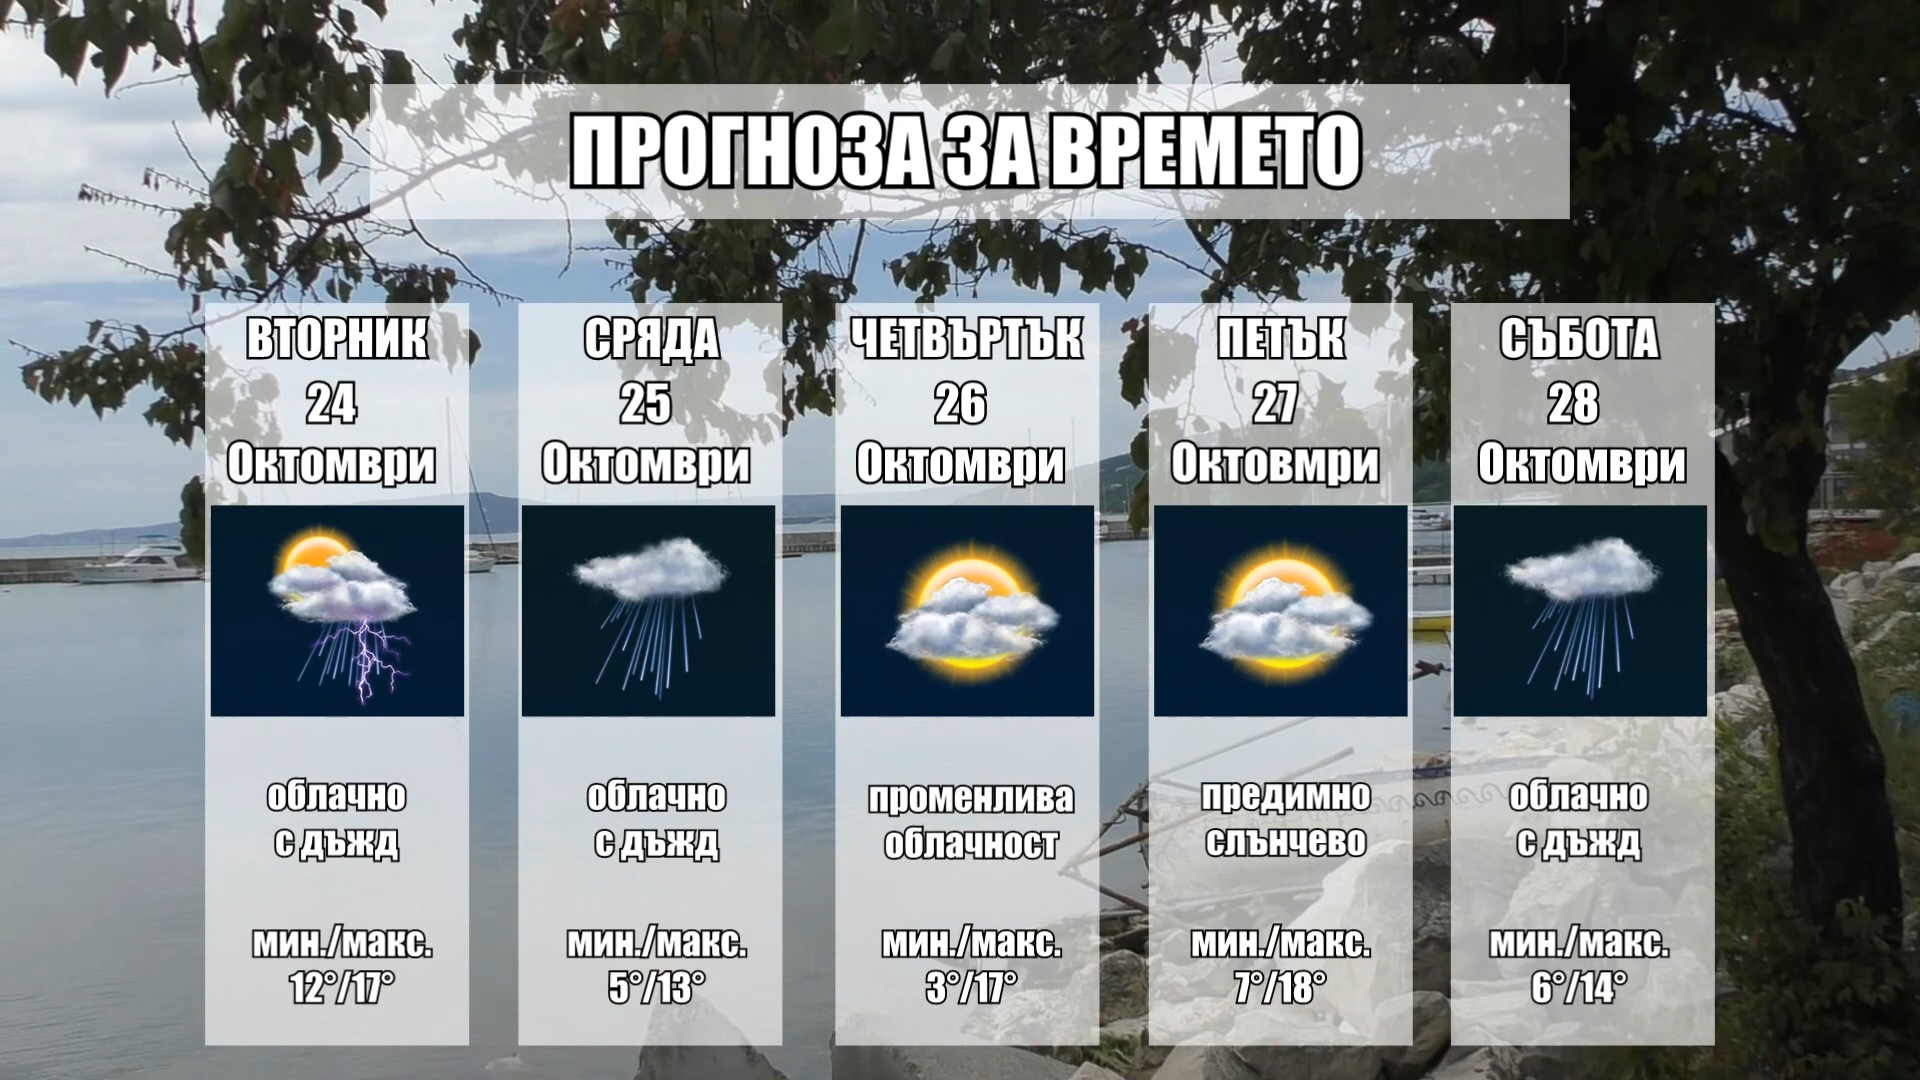 ПРОГНОЗА ЗА ВРЕМЕТО
ВТОРНИК
24
Октомври
облачно
с дъжд
мин./макс.
12°/17°
СРЯДА
25
Октомври
облачно
с дъжд
мин./макс.
5°/13°
ЧЕТВЪРТЪК
26
Октомври
променлива
облачност
мин./макс.
3°/17°
ПЕТЪК
27
Октовмри
предимно
слънчево
мин./макс.
7°/18°
СЪБОТА
28
Октомври
облачно
с дъжд
мин./макс.
6°/14°